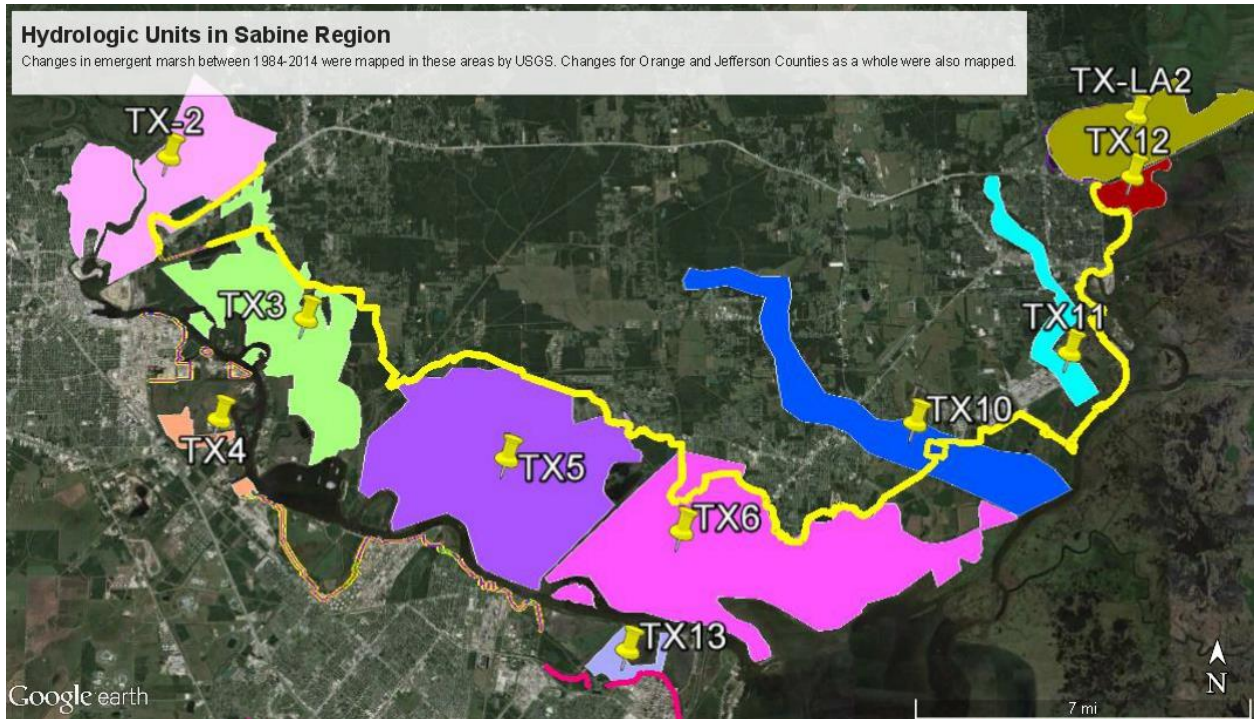 Hydrologic Units in Sabine Region
Changes in emergent marsh between 1984-2014 were mapped in these areas by USGS. Changes for Orange and Jefferson Counties as a whole were also mapped.
TX-LA2
TX-2
TX12
TX3
TX11
TX10
TX4
TX5
TX6
TX13
N
Google earth
7 mi